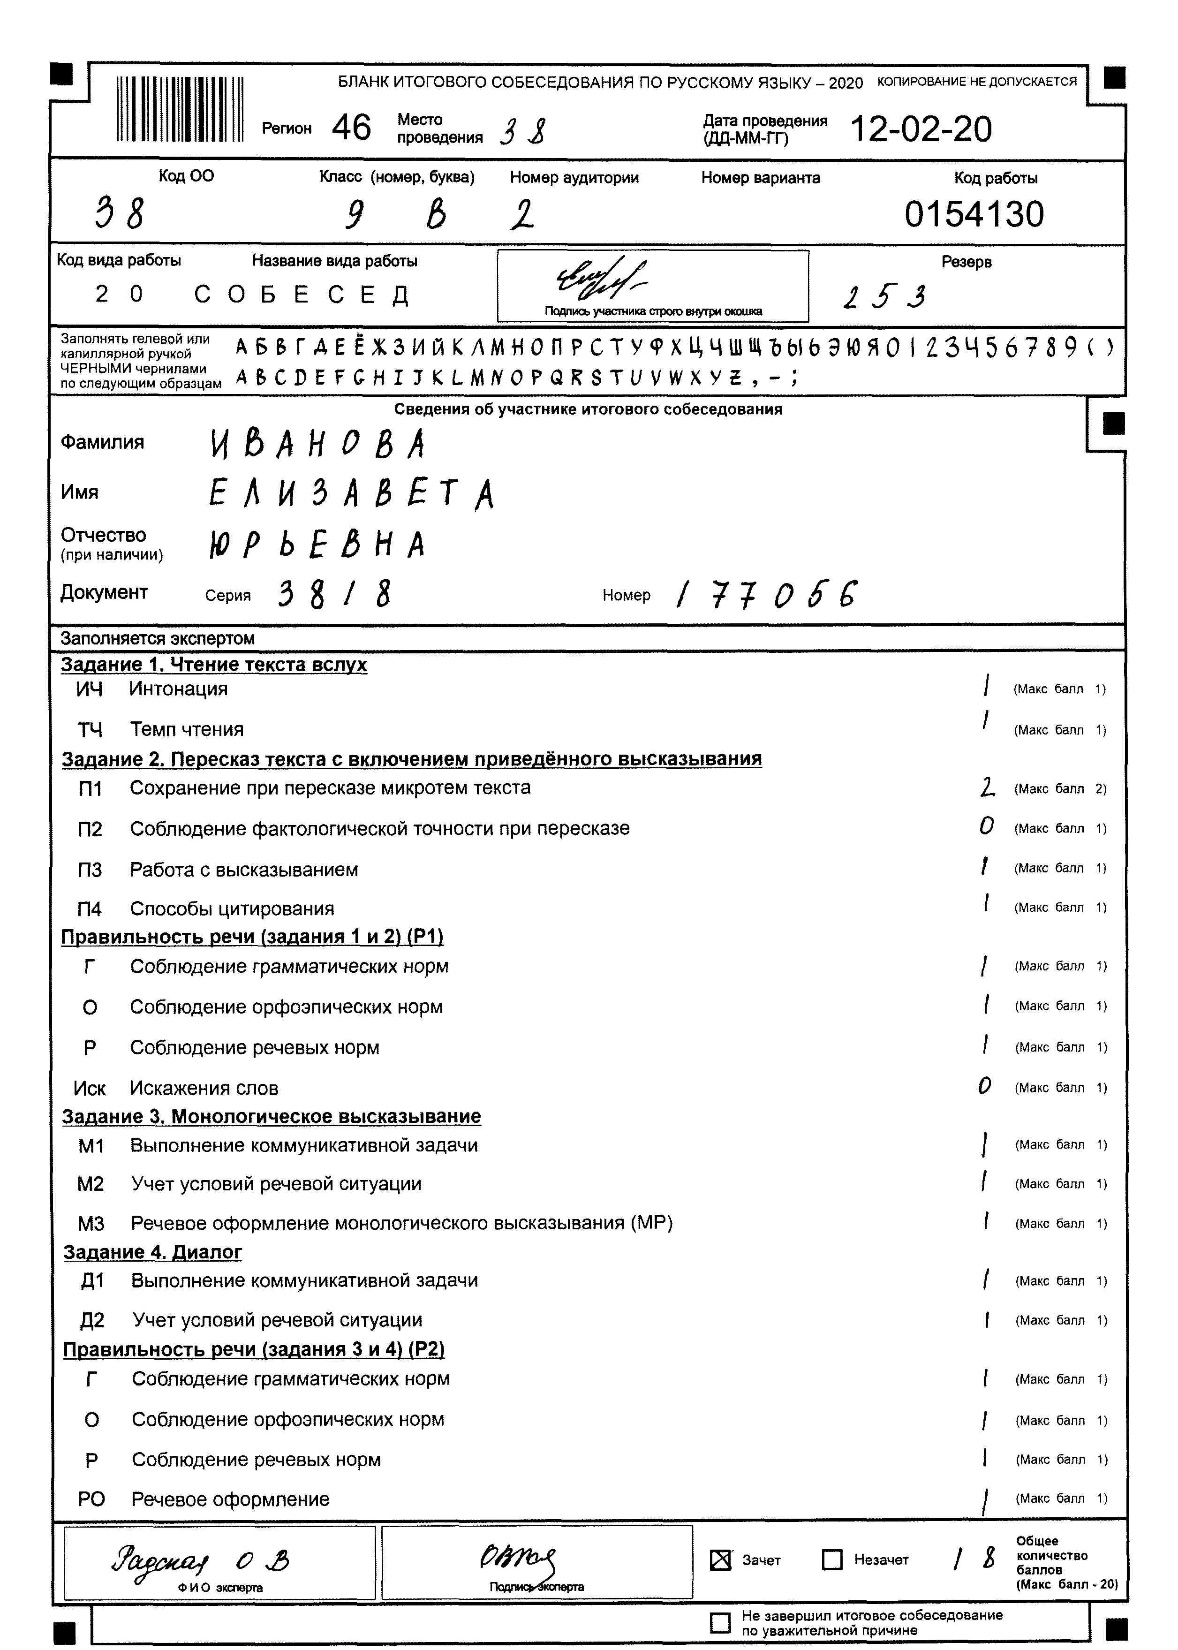 БЛАНК ИТОГОВОГО СОБЕСЕДОВАНИЯ ПО РУССКОМУ ЯЗЫКУ – 2020 КОПИРОВАНИЕ НЕ ДОПУСКАЕТСЯ
Регион 46 Место проведения 38 Дата проведения (ДД-ММ-ГГ) 12-02-20
Код ОО Класс (номер, буква) Номер аудитории Номер варианта Код работы
38 9 В 2 0154130
Код вида работы Название вида работы Резерв
20 СОБЕСЕД 253
Подпись участника строго внутри окошка
Заполнять гелевой или
капиллярной ручкой
ЧЕРНЫМИ чернилами
по следующим образцам
А Б В Г Д Е Ё Ж З И Й К Л М Н О П Р С Т У Ф Х Ц Ч Ш Щ Ъ Ы Ь Э Ю Я 0 1 2 3 4 5 6 7 8 9 ( )
A B C D E F G H I J K L M N O P Q R S T U V W X Y Z , - ;
Сведения об участнике итогового собеседования
Фамилия ИВАНОВА
Имя ЕЛИЗАВЕТА
Отчество ЮРЬЕВНА
(при наличии)
Документ Серия 3818 Номер 177056
Заполняется экспертом
Задание 1. Чтение текста вслух
ИЧ Интонация 1 (Макс балл 1)
ТЧ Темп чтения 1 (Макс балл 1)
Задание 2. Пересказ текста с включением приведённого высказывания
П1 Сохранение при пересказе микротем текста 2 (Макс балл 2)
П2 Соблюдение фактологической точности при пересказе 0 (Макс балл 1)
П3 Работа с высказыванием 1 (Макс балл 1)
П4 Способы цитирования 1 (Макс балл 1)
Правильность речи (задания 1 и 2) (Р1)
Г Соблюдение грамматических норм 1 (Макс балл 1)
О Соблюдение орфоэпических норм 1 (Макс балл 1)
Р Соблюдение речевых норм 1 (Макс балл 1)
Иск Искажения слов 0 (Макс балл 1)
Задание 3. Монологическое высказывание
М1 Выполнение коммуникативной задачи 1 (Макс балл 1)
М2 Учет условий речевой ситуации 1 (Макс балл 1)
М3 Речевое оформление монологического высказывания (МР) 1 (Макс балл 1)
Задание 4. Диалог
Д1 Выполнение коммуникативной задачи 1 (Макс балл 1)
Д2 Учет условий речевой ситуации 1 (Макс балл 1)
Правильность речи (задания 3 и 4) (Р2)
Г Соблюдение грамматических норм 1 (Макс балл 1)
О Соблюдение орфоэпических норм 1 (Макс балл 1)
Р Соблюдение речевых норм 1 (Макс балл 1)
РО Речевое оформление 1 (Макс балл 1)
О В
ФИО эксперта Подпись эксперта
Зачет Незачет 18 Общее количество баллов (Макс балл - 20)
Не завершил итоговое собеседование
по уважительной причине